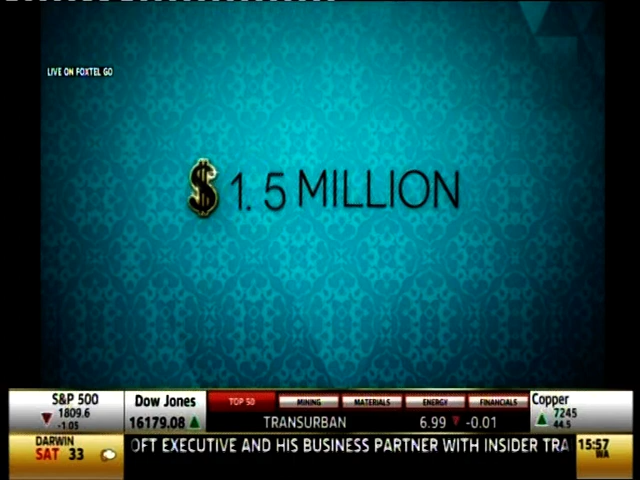 LIVE ON FOXTEL GO
$1.5 MILLION
S&P 500
1809.6
-1.05
Dow Jones
16179.08
TOP 50
MINING
MATERIALS
ENERGY
FINANCIALS
TRANSURBAN 6.99 -0.01
Copper
7245
44.5
DARWIN
SAT 33
OFT EXECUTIVE AND HIS BUSINESS PARTNER WITH INSIDER TRA
15:57
WA